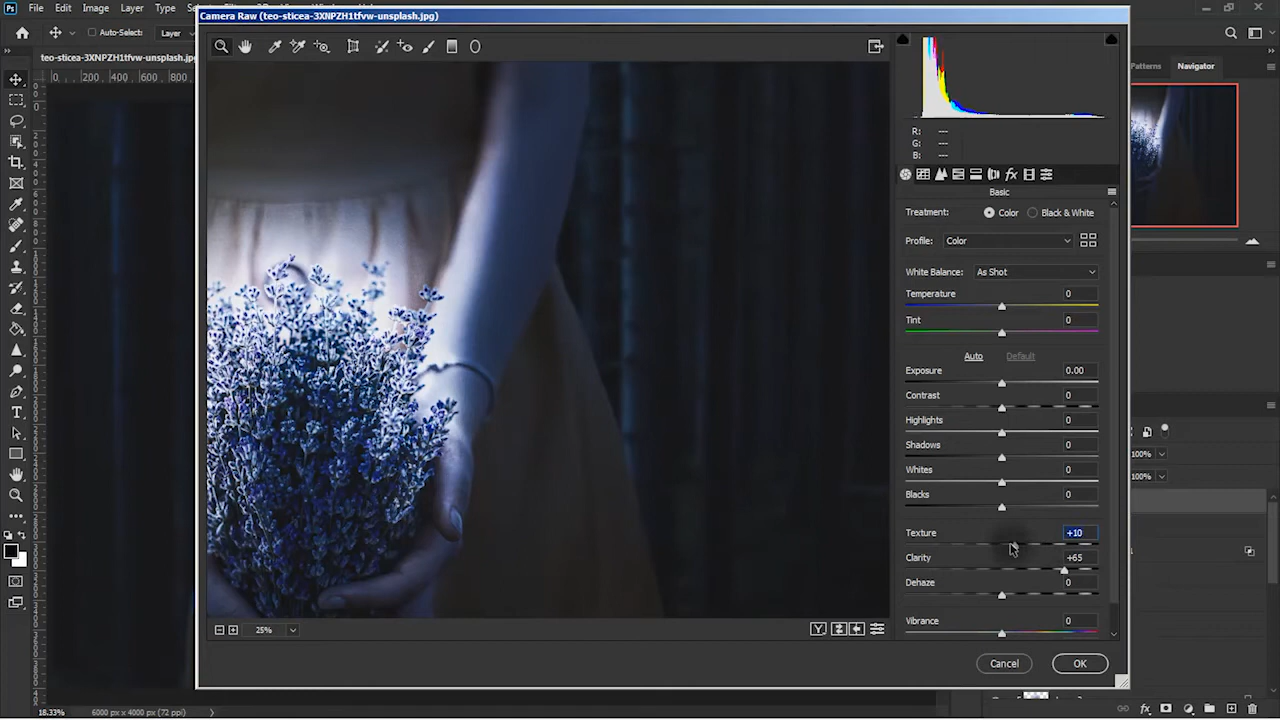 Ps File Edit Image Layer Type
Camera Raw (teo-sticea-3XNPZH1tfvw-unsplash.jpg)
Auto-Select: Layer
teo-sticea-3XNPZH1tfvw-unsplash.jp
Patterns Navigator
0 200 400 600 800
R: ---
G: ---
B: ---
fx
Basic
Treatment: Color Black & White
Profile: Color
White Balance: As Shot
Temperature 0
Tint 0
Auto Default
Exposure 0.00
Contrast 0
Highlights 0
Shadows 0
100%
Whites 0
100%
Blacks 0
Texture +10
Clarity +65
Dehaze 0
Vibrance 0
25%
Y
Cancel OK
18.33% 6000 px x 4000 px (72 ppi)
fx